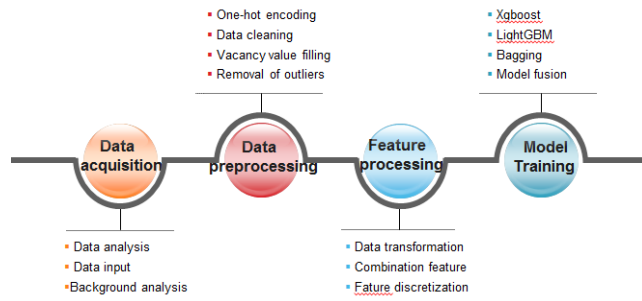 One-hot encoding
Data cleaning
Vacancy value filling
Removal of outliers
Xgboost
LightGBM
Bagging
Model fusion
Data
acquisition
Data
preprocessing
Feature
processing
Model
Training
Data analysis
Data input
Background analysis
Data transformation
Combination feature
Fature discretization